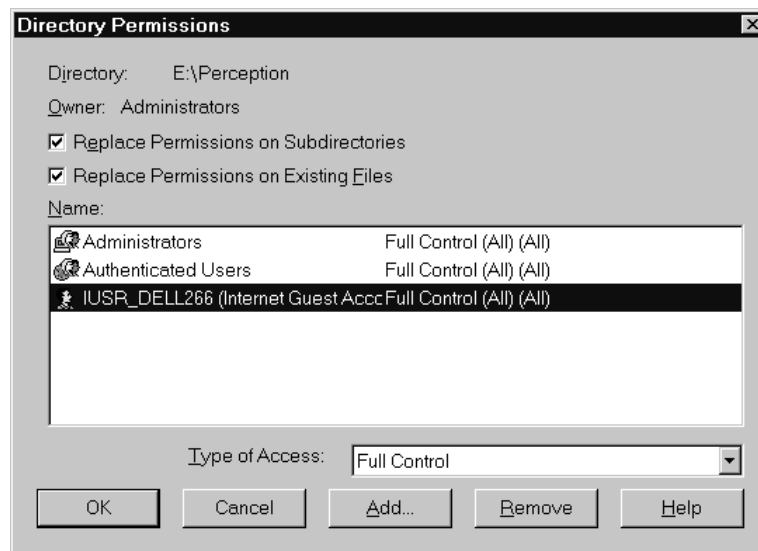 Directory Permissions
Directory: E:\Perception
Owner: Administrators
Replace Permissions on Subdirectories
Replace Permissions on Existing Files
Name:
Administrators Full Control (All) (All)
Authenticated Users Full Control (All) (All)
IUSR_DELL266 (Internet Guest Accc Full Control (All) (All)
Type of Access: Full Control
OK Cancel Add... Remove Help